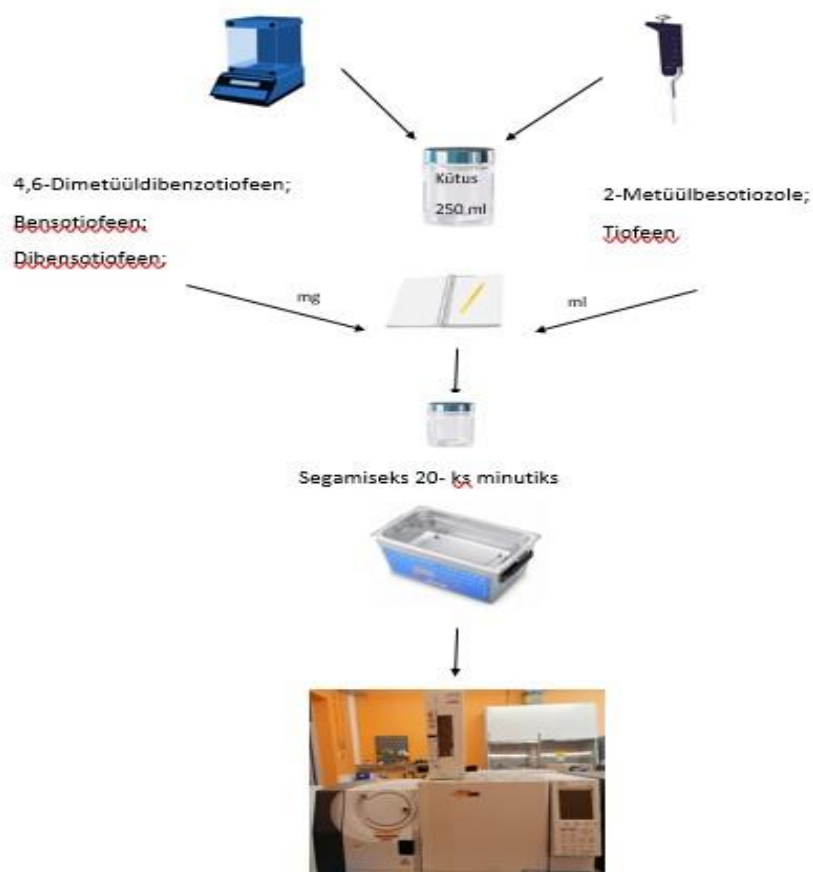 Kütus
250 ml
4,6-Dimetüüldibenzotiofeen;
Bensotiofeen;
Dibensotiofeen;
2-Metüülbesotiozole;
Tiofeen
mg
ml
Segamiseks 20- ks minutiks